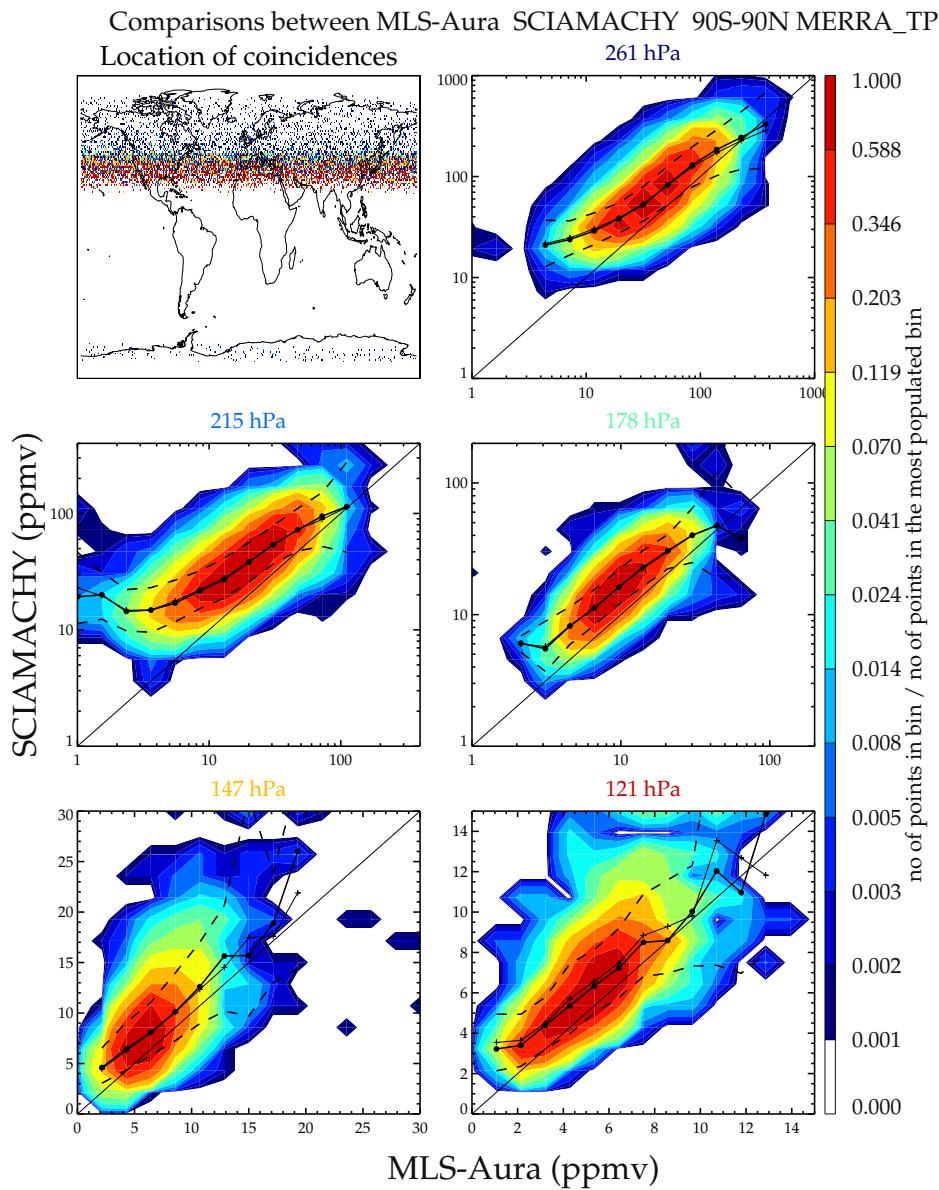 Comparisons between MLS-Aura SCIAMACHY 90S-90N MERRA_TP
Location of coincidences
261 hPa
1000
100
10
1
1 10 100 1000
215 hPa
100
10
1
1 10 100
178 hPa
100
10
1
1 10 100
147 hPa
30
25
20
15
10
5
0
0 5 10 15 20 25 30
121 hPa
14
12
10
8
6
4
2
0
0 2 4 6 8 10 12 14
SCIAMACHY (ppmv)
MLS-Aura (ppmv)
1.000
0.588
0.346
0.203
0.119
0.070
0.041
0.024
0.014
0.008
0.005
0.003
0.002
0.001
0.000
no of points in bin / no of points in the most populated bin